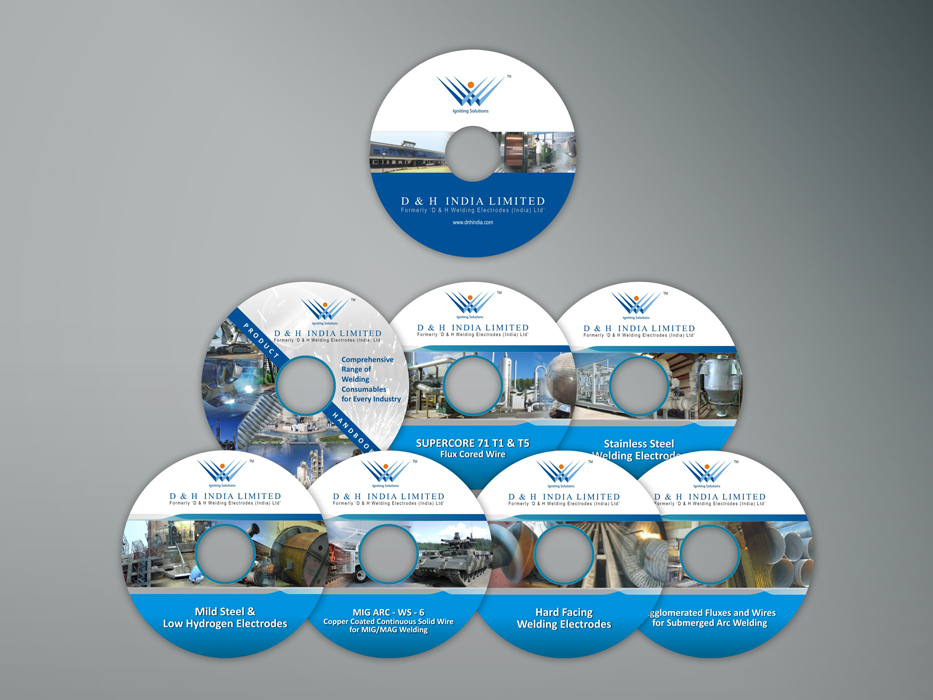 TM
Igniting Solutions
D & H INDIA LIMITED
Formerly 'D & H Welding Electrodes (India) Ltd'
www.dnhindia.com
TM
Igniting Solutions
D & H INDIA LIMITED
Formerly 'D & H Welding Electrodes (India) Ltd'
PRODUCT
HANDBOOK
Comprehensive
Range of
Welding
Consumables
for Every Industry
TM
Igniting Solutions
D & H INDIA LIMITED
Formerly 'D & H Welding Electrodes (India) Ltd'
SUPERCORE 71 T1 & T5
Flux Cored Wire
TM
Igniting Solutions
D & H INDIA LIMITED
Formerly 'D & H Welding Electrodes (India) Ltd'
Stainless Steel
Welding Electrode
TM
Igniting Solutions
D & H INDIA LIMITED
Formerly 'D & H Welding Electrodes (India) Ltd'
Mild Steel &
Low Hydrogen Electrodes
TM
Igniting Solutions
D & H INDIA LIMITED
Formerly 'D & H Welding Electrodes (India) Ltd'
MIG ARC - WS - 6
Copper Coated Continuous Solid Wire
for MIG/MAG Welding
TM
Igniting Solutions
D & H INDIA LIMITED
Formerly 'D & H Welding Electrodes (India) Ltd'
Hard Facing
Welding Electrodes
TM
Igniting Solutions
D & H INDIA LIMITED
Formerly 'D & H Welding Electrodes (India) Ltd'
gglomerated Fluxes and Wires
for Submerged Arc Welding